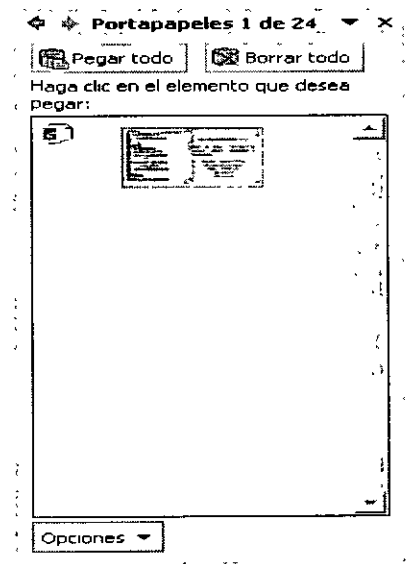 Portapapeles 1 de 24
Pegar todo Borrar todo
Haga clic en el elemento que desea
pegar:
Opciones